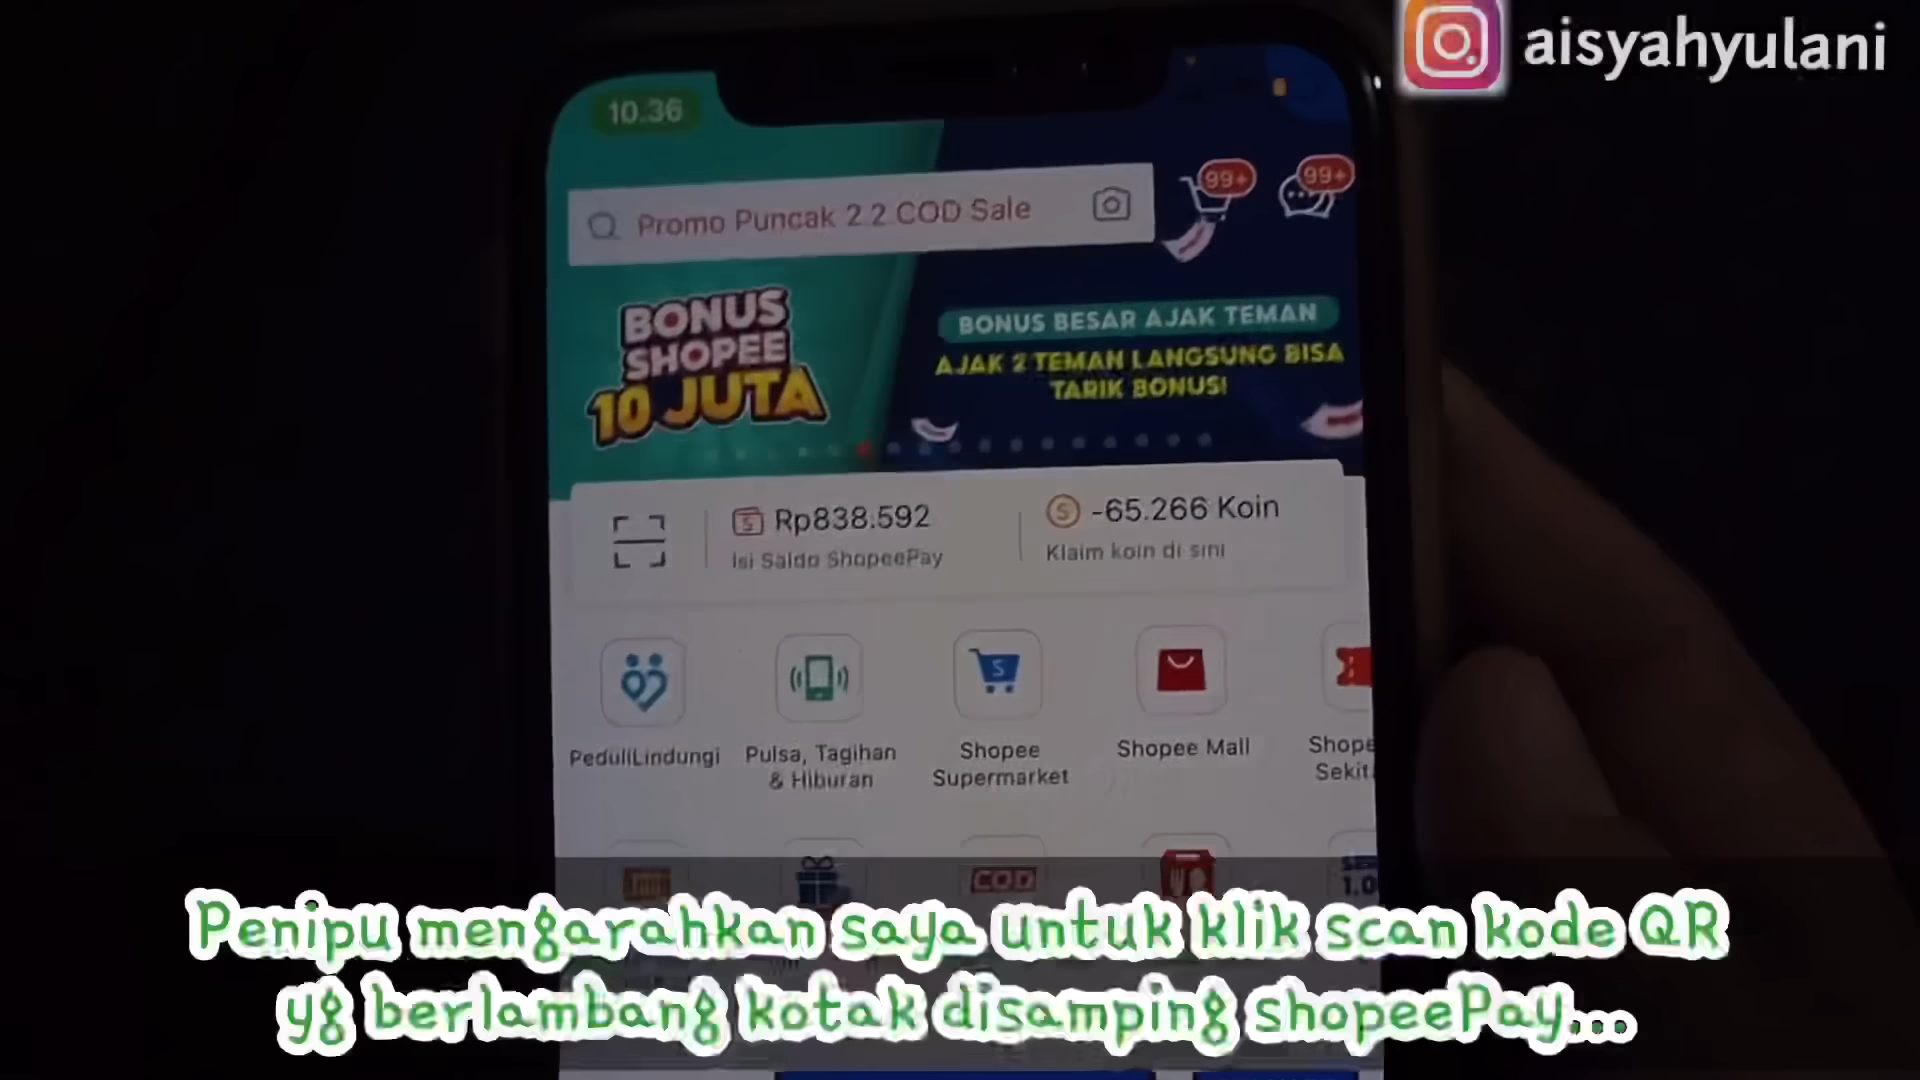 aisyahyulani
10.36
99+
99+
Promo Puncak 2.2 COD Sale
BONUS
SHOPEE
10 JUTA
BONUS BESAR AJAK TEMAN
AJAK 2 TEMAN LANGSUNG BISA
TARIK BONUS!
Rp838.592
Isi Saldo ShopeePay
-65.266 Koin
Klaim koin di sini
PeduliLindungi
Pulsa, Tagihan
& Hiburan
Shopee
Supermarket
Shopee Mall
Shope
Sekit
COD
1.0
Penipu mengarahkan saya untuk klik scan kode QR
yg berlambang kotak disamping shopeePay...